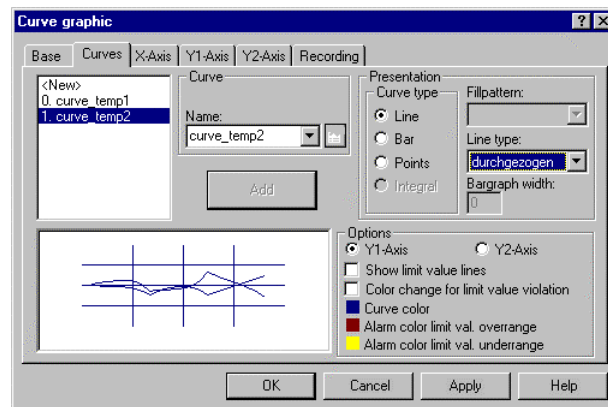 Curve graphic
Base Curves X-Axis Y1-Axis Y2-Axis Recording
<New>
0. curve_temp1
1. curve_temp2
Curve
Name:
curve_temp2
Add
Presentation
Curve type
Line
Bar
Points
Integral
Fillpattern:
Line type:
durchgezogen
Bargraph width:
0
Options
Y1-Axis Y2-Axis
Show limit value lines
Color change for limit value violation
Curve color
Alarm color limit val. overrange
Alarm color limit val. underrange
OK Cancel Apply Help